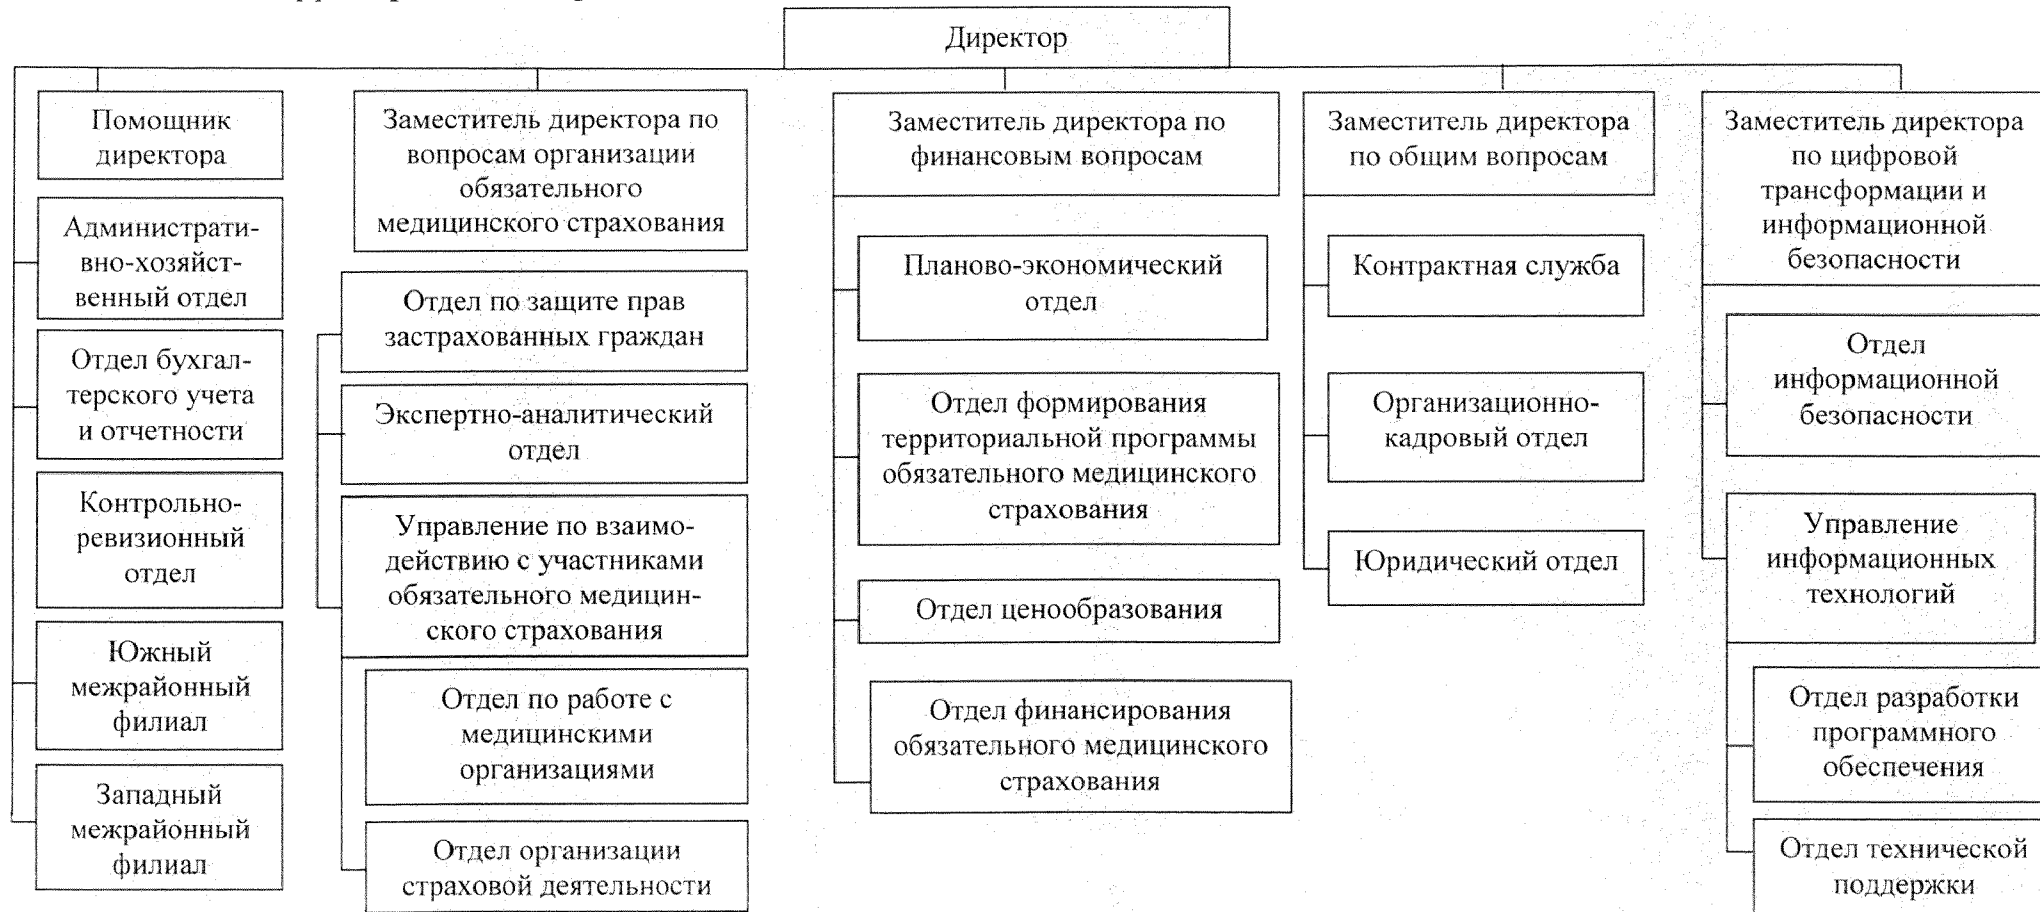 Директор
Помощник
директора
Административ-
вно-хозяйст-
венный отдел
Отдел бухгал-
терского учета
и отчетности
Контрольно-
ревизионный
отдел
Южный
межрайонный
филиал
Западный
межрайонный
филиал
Заместитель директора по
вопросам организации
обязательного
медицинского страхования
Отдел по защите прав
застрахованных граждан
Экспертно-аналитический
отдел
Управление по взаимо-
действию с участниками
обязательного медицин-
ского страхования
Отдел по работе с
медицинскими
организациями
Отдел организации
страховой деятельности
Заместитель директора по
финансовым вопросам
Планово-экономический
отдел
Отдел формирования
территориальной программы
обязательного медицинского
страхования
Отдел ценообразования
Отдел финансирования
обязательного медицинского
страхования
Заместитель директора
по общим вопросам
Контрактная служба
Организационно-
кадровый отдел
Юридический отдел
Заместитель директора
по цифровой
трансформации и
информационной
безопасности
Отдел
информационной
безопасности
Управление
информационных
технологий
Отдел разработки
программного
обеспечения
Отдел технической
поддержки